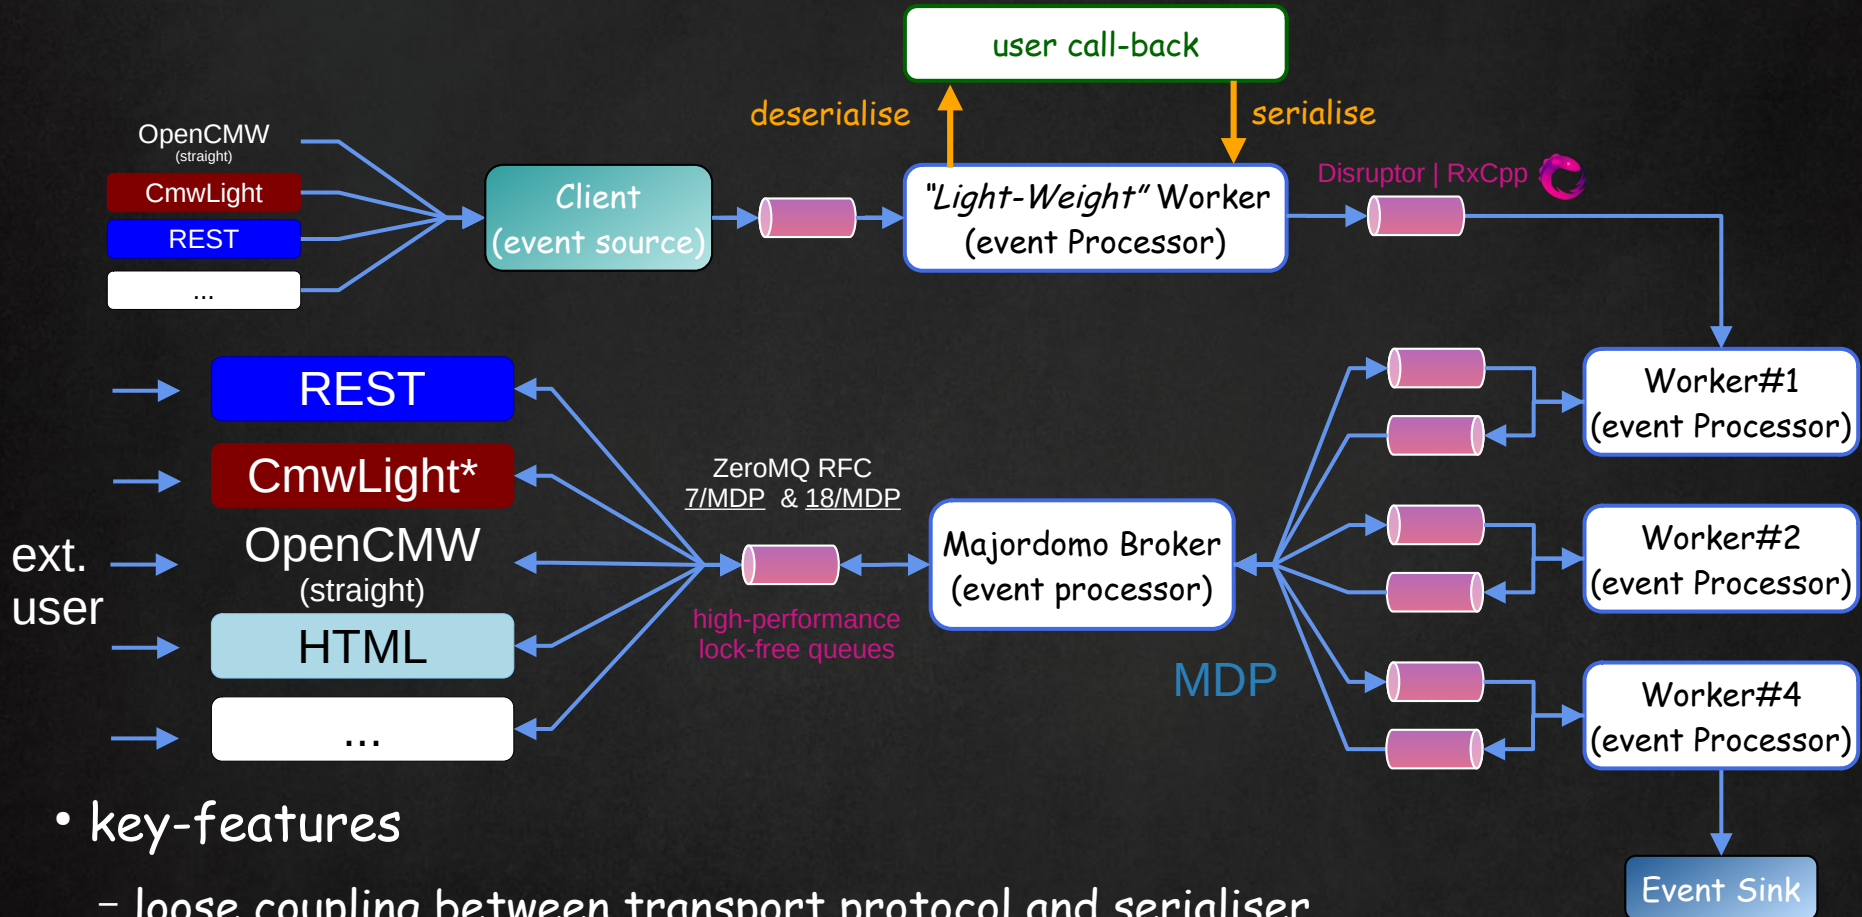 user call-back
deserialise
serialise
OpenCMW
(straight)
CmwLight
REST
...
Client
(event source)
"Light-Weight” Worker
(event Processor)
Disruptor | RxCpp
REST
CmwLight*
OpenCMW
(straight)
HTML
...
ext.
user
ZeroMQ RFC
7/MDP & 18/MDP
high-performance
lock-free queues
Majordomo Broker
(event processor)
MDP
Worker#1
(event Processor)
Worker#2
(event Processor)
Worker#4
(event Processor)
Event Sink
• key-features
– loose coupling between transport protocol and serialiser